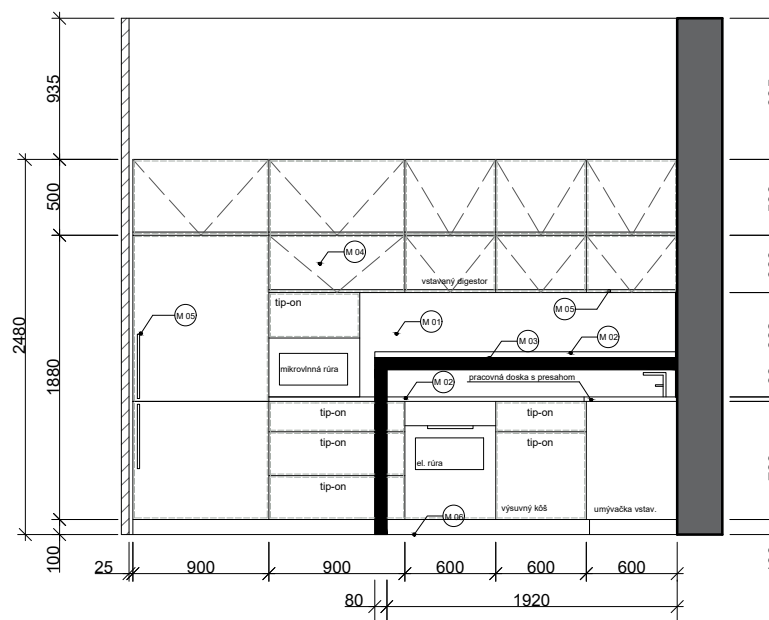 935
500
M 04
vstavaný digestor
tip-on
M 05
M 05
M 01
M 02
M 03
2480
mikrovlnná rúra
M 02
pracovná doska s presahom
1880
tip-on
tip-on
tip-on
tip-on
el. rúra
tip-on
výsuvný kôš
umývačka vstav.
M 06
100
25
900
900
600
600
600
80
1920